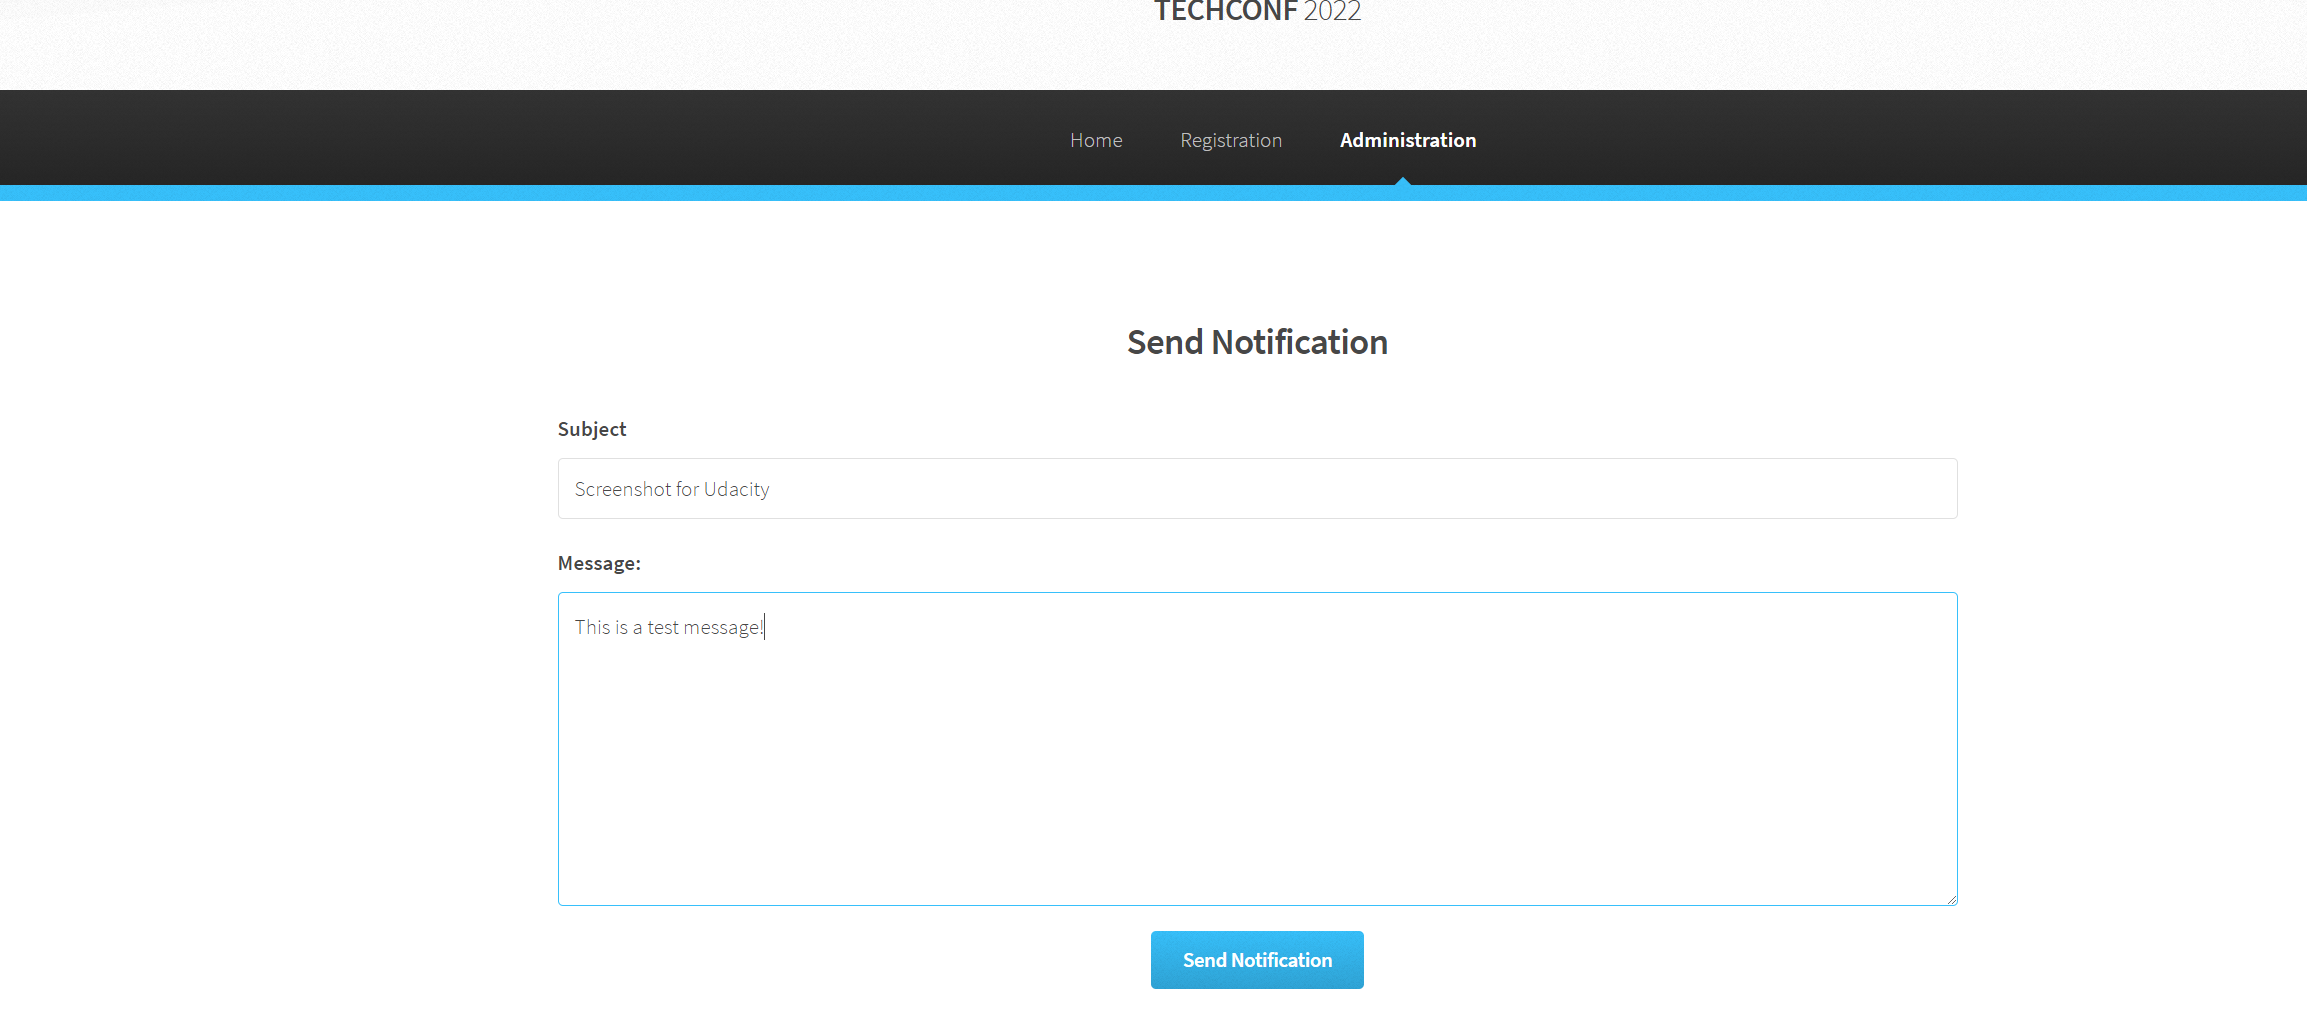 TECHCONF 2022
Home Registration Administration
Send Notification
Subject
Screenshot for Udacity
Message:
This is a test message!
Send Notification